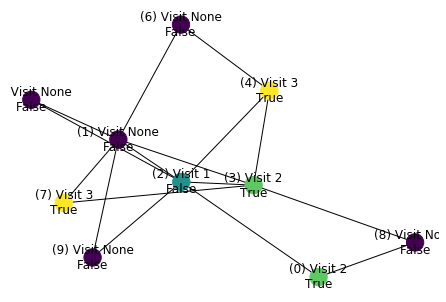 (6) Visit None
False
(4) Visit 3
True
Visit None
False
(1) Visit None
False
(2) Visit 1
False
(3) Visit 2
True
(7) Visit 3
True
(9) Visit None
False
(8) Visit No
False
(0) Visit 2
True